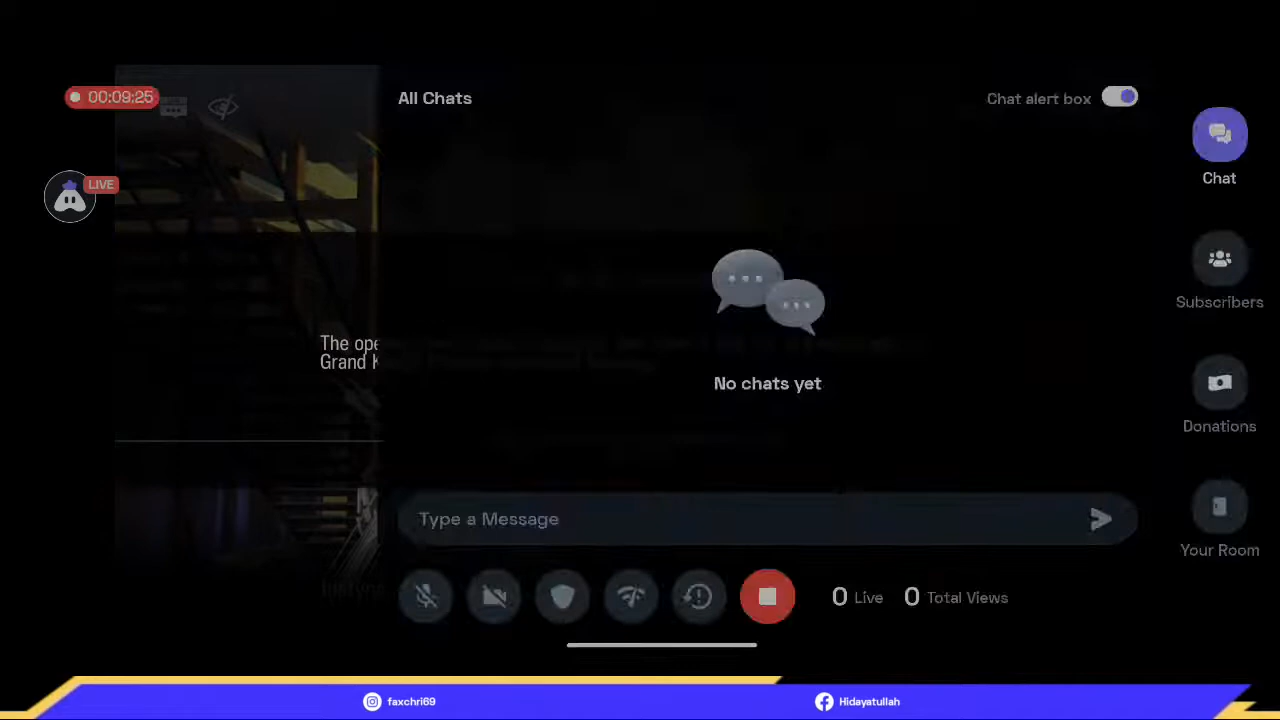 00:09:25
All Chats
Chat alert box
LIVE
Chat
Subscribers
The ope
Grand K
No chats yet
Donations
Type a Message
Your Room
0 Live 0 Total Views
faxchri69
Hidayatullah